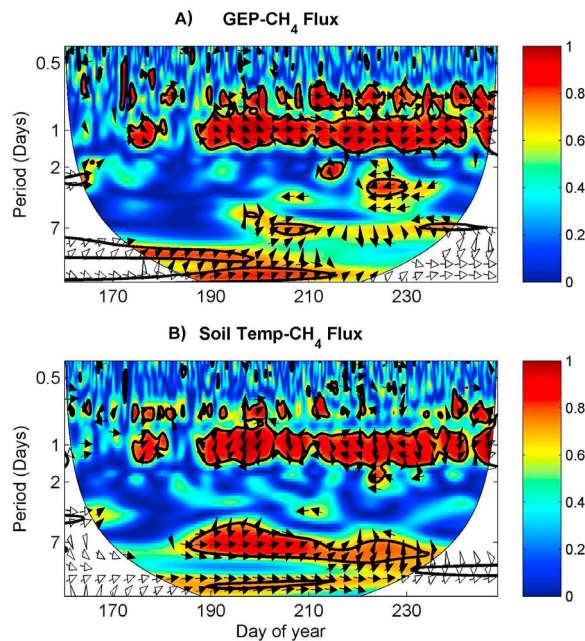 A) GEP-CH4 Flux
Period (Days)
0.5
1
2
7
170 190 210 230
1
0.8
0.6
0.4
0.2
0
B) Soil Temp-CH4 Flux
Period (Days)
0.5
1
2
7
170 190 210 230
Day of year
1
0.8
0.6
0.4
0.2
0